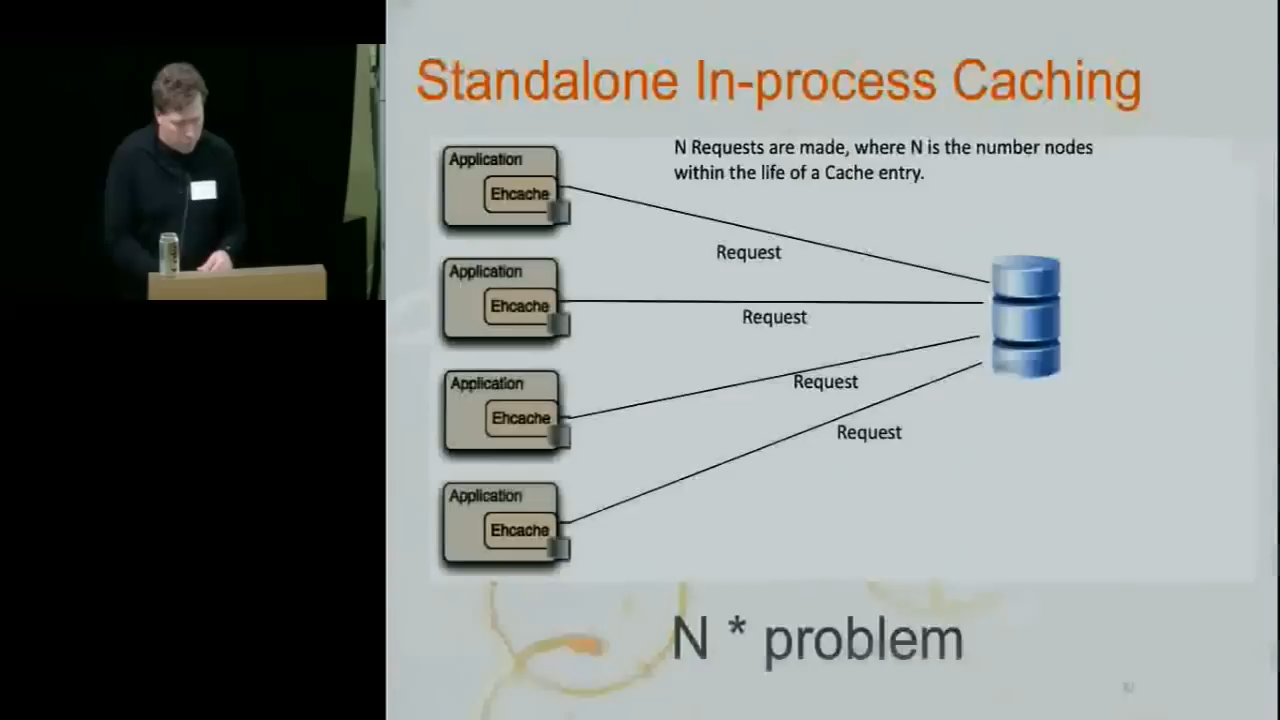 Standalone In-process Caching
N Requests are made, where N is the number nodes
within the life of a Cache entry.
Application
Ehcache
Request
Application
Ehcache
Request
Application
Ehcache
Request
Application
Ehcache
Request
N * problem